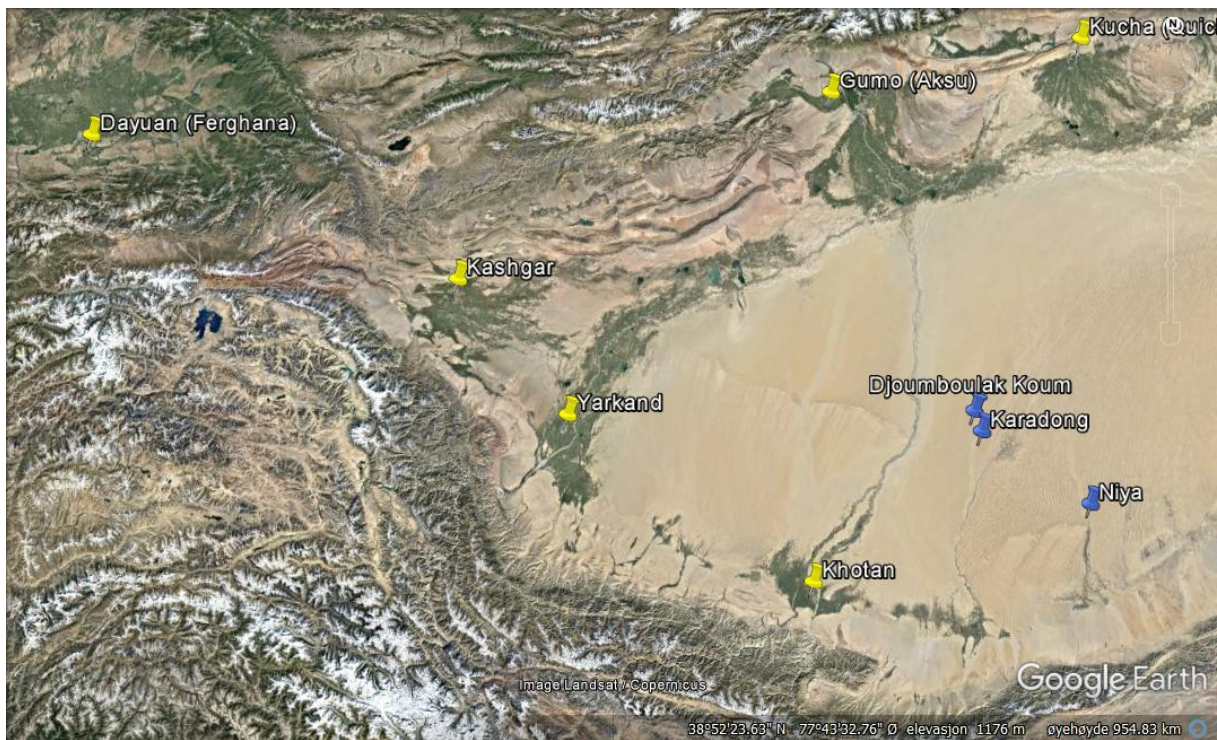 Kucha (Quic
N
Gumo (Aksu)
Dayuan (Ferghana)
Kashgar
Djoumboulak Koum
Yarkand
Karadong
Niya
Khotan
Google Earth
Image Landsat / Copernicus
38°52'23.63" N 77°43'32.76" Ø elevasjon 1176 m øyehøyde 954.83 km